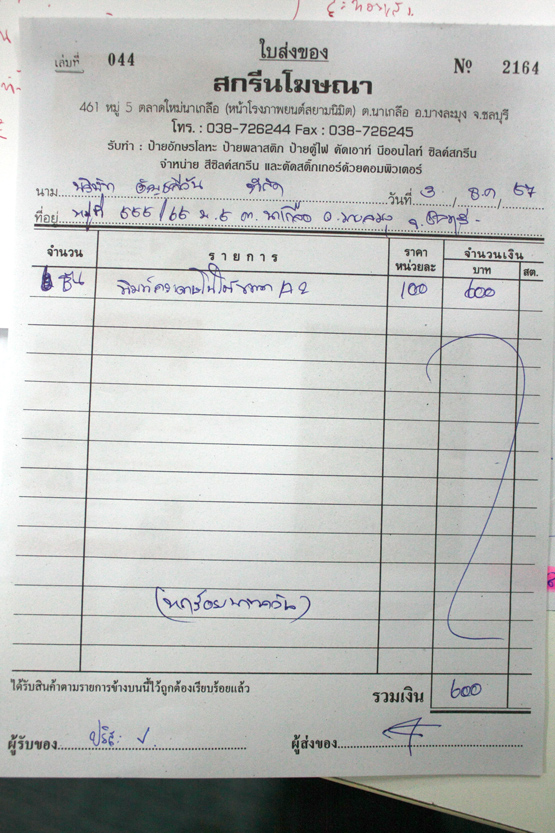 ใบส่งของ
เล่มที่ 044
№ 2164
สกรีนโฆษณา
461 หมู่ 5 ตลาดใหม่นาเกลือ (หน้าโรงภาพยนต์สยามนิมิต) ต.นาเกลือ อ.บางละมุง จ.ชลบุรี
โทร. : 038-726244 Fax : 038-726245
รับทำ : ป้ายอักษรโลหะ ป้ายพลาสติก ป้ายตู้ไฟ คัตเอาท์ นีออนไลท์ ซิลค์สกรีน
จำหน่าย สีซิลค์สกรีน และตัดสติ๊กเกอร์ด้วยคอมพิวเตอร์
นาม บริษัท จำกัด วันที่ 3 / ธ.ค. / 57
ที่อยู่ 555/65 ม.5 ต.นาเกลือ อ.บางละมุง จ.ชลบุรี
จำนวน รายการ ราคาหน่วยละ จำนวนเงิน
บาท สต.
6 ชิ้น A2 100 600
(หกร้อยบาทถ้วน)
ได้รับสินค้าตามรายการข้างบนนี้ไว้ถูกต้องเรียบร้อยแล้ว
รวมเงิน 600
ผู้รับของ ผู้ส่งของ